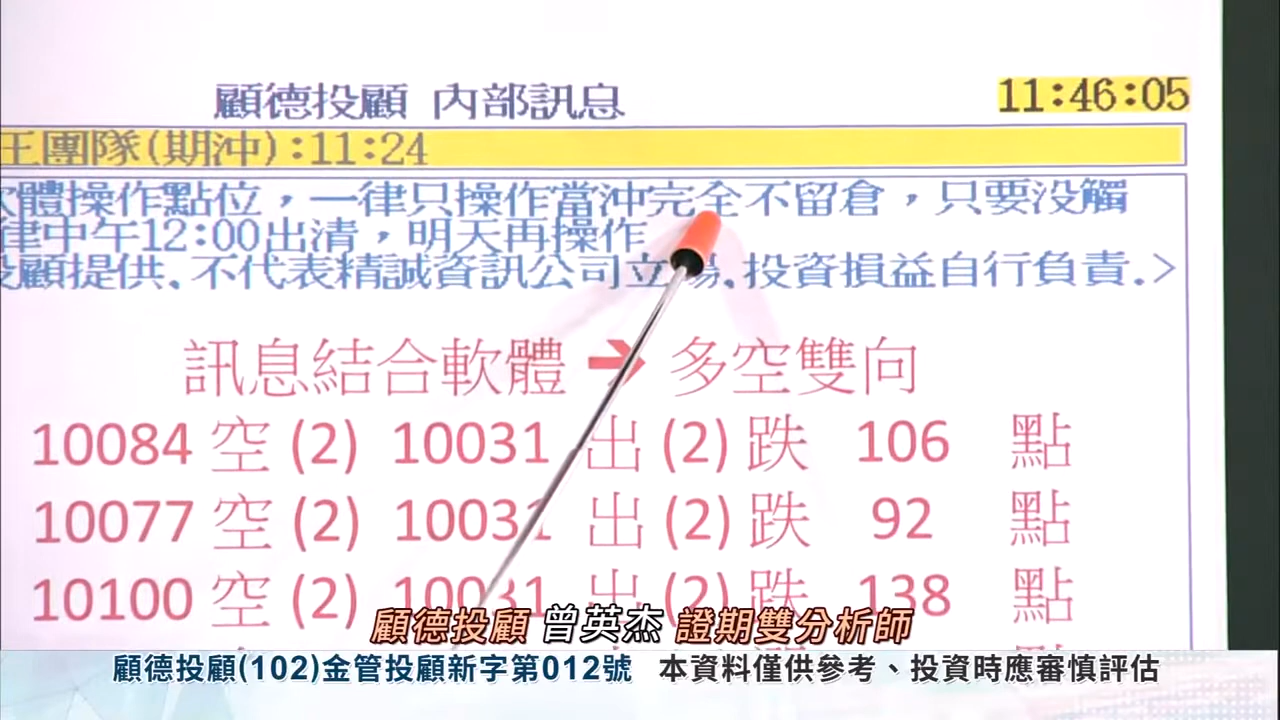 顧德投顧 內部訊息
11:46:05
王團隊(期沖):11:24
軟體操作點位，一律只操作當沖完全不留倉，只要没觸
律中午12:00出清，明天再操作
投顧提供.不代表精誠資訊公司立場.投資損益自行負責.>
訊息結合軟體 ➔ 多空雙向
10084 空 (2) 10031 出 (2) 跌 106 點
10077 空 (2) 10031 出 (2) 跌 92 點
10100 空 (2) 10031 出 (2) 跌 138 點
顧德投顧 曾英杰 證期雙分析師
顧德投顧(102)金管投顧新字第012號 本資料僅供參考、投資時應審慎評估